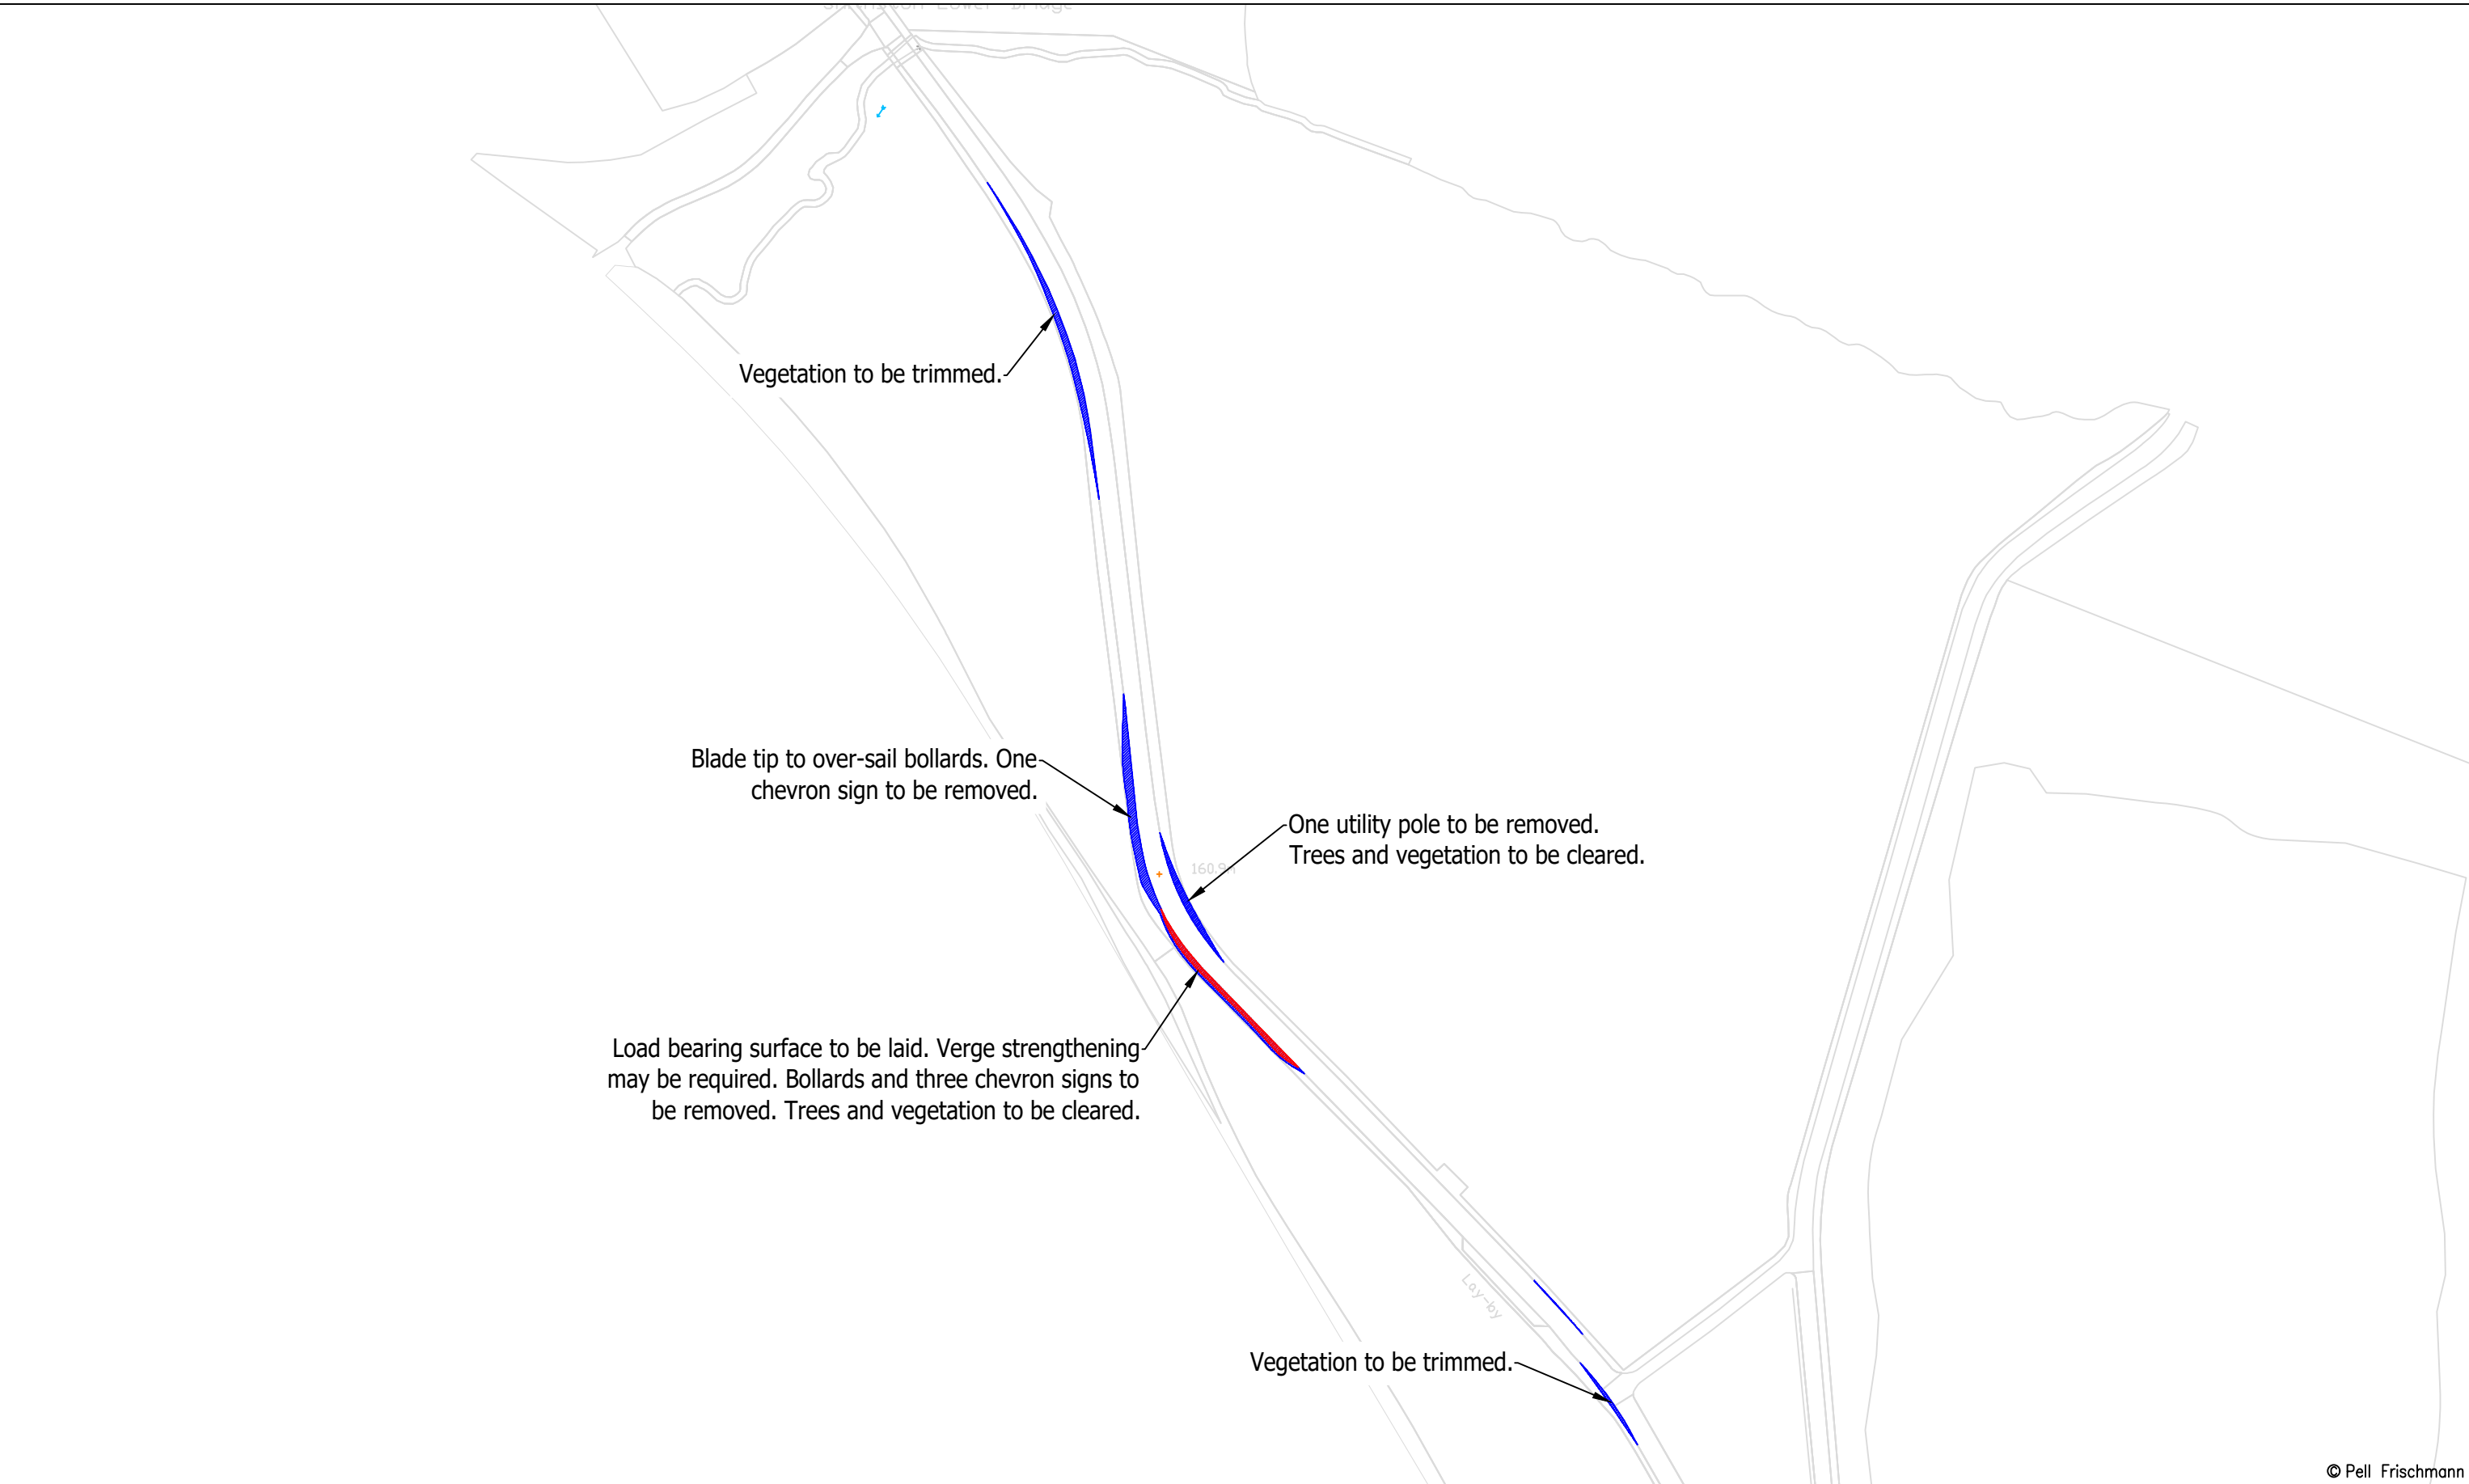 Lower Bridge
Vegetation to be trimmed.
Blade tip to over-sail bollards. One
chevron sign to be removed.
One utility pole to be removed.
Trees and vegetation to be cleared.
Load bearing surface to be laid. Verge strengthening
may be required. Bollards and three chevron signs to
be removed. Trees and vegetation to be cleared.
Lay-by
Vegetation to be trimmed.
© Pell Frischmann